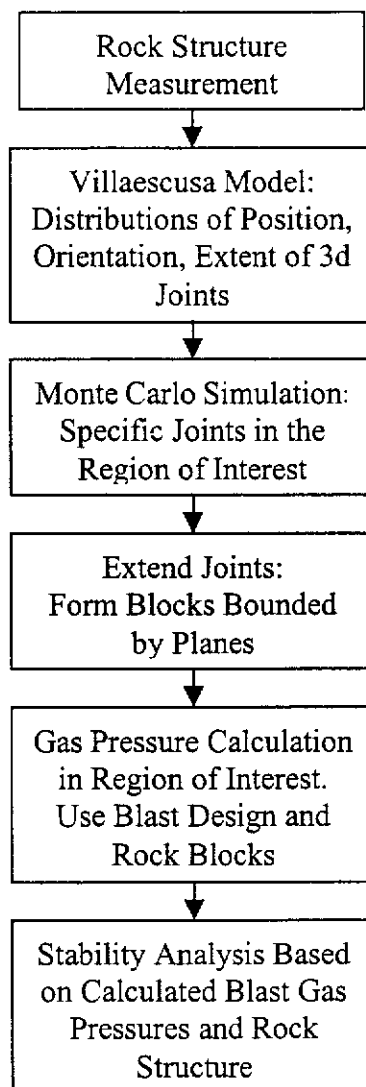 Rock Structure
Measurement
Villaescusa Model:
Distributions of Position,
Orientation, Extent of 3d
Joints
Monte Carlo Simulation:
Specific Joints in the
Region of Interest
Extend Joints:
Form Blocks Bounded
by Planes
Gas Pressure Calculation
in Region of Interest.
Use Blast Design and
Rock Blocks
Stability Analysis Based
on Calculated Blast Gas
Pressures and Rock
Structure